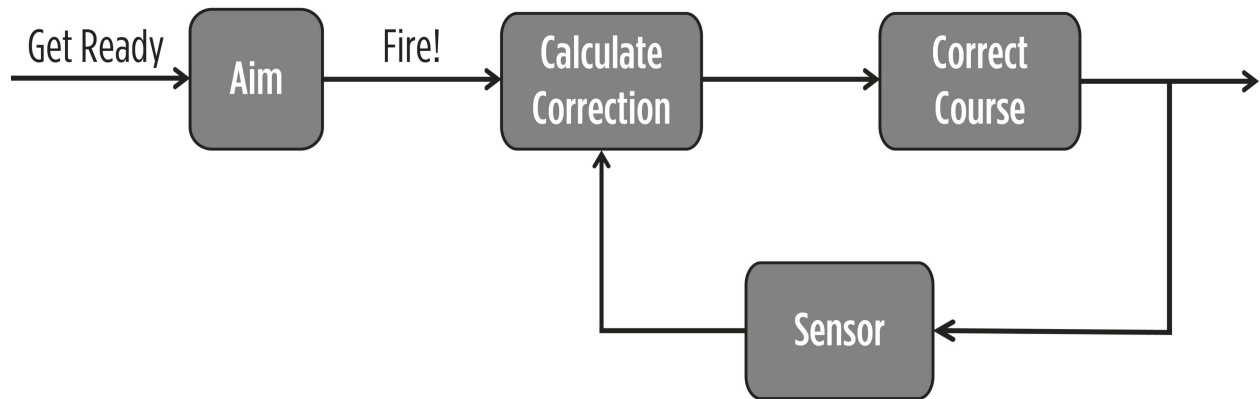 Get Ready
Aim
Fire!
Calculate
Correction
Correct
Course
Sensor